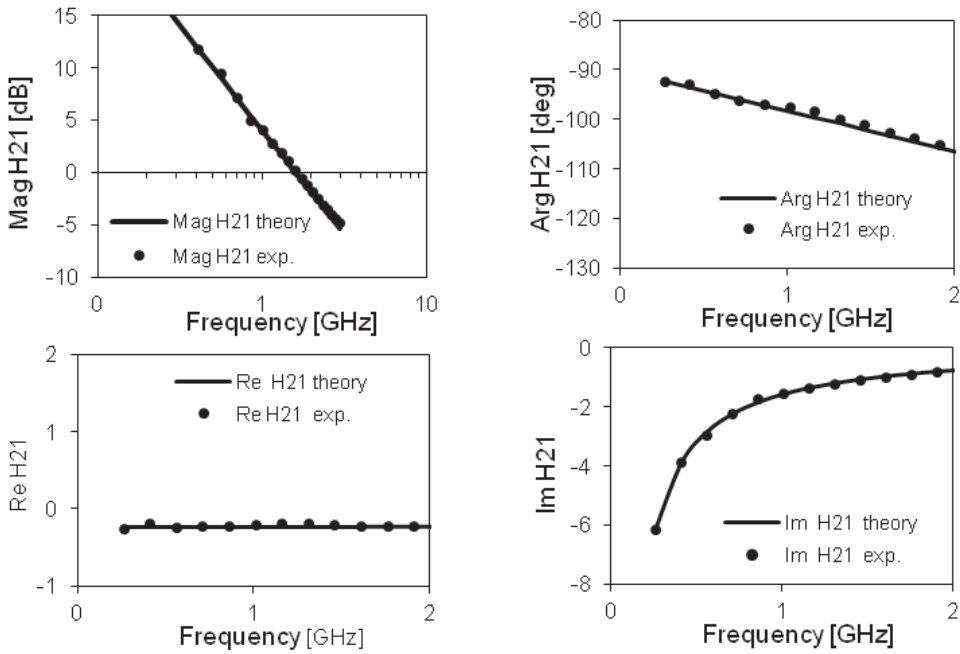 15
10
5
0
-5
-10
Mag H21 [dB]
Mag H21 theory
Mag H21 exp.
0
1
10
Frequency [GHz]
-80
-90
-100
-110
-120
-130
Arg H21 [deg]
Arg H21 theory
Arg H21 exp.
0
1
2
Frequency [GHz]
2
1
0
-1
Re H21
Re H21 theory
Re H21 exp.
0
1
2
Frequency [GHz]
0
-2
-4
-6
-8
Im H21
Im H21 theory
Im H21 exp.
0
1
2
Frequency [GHz]